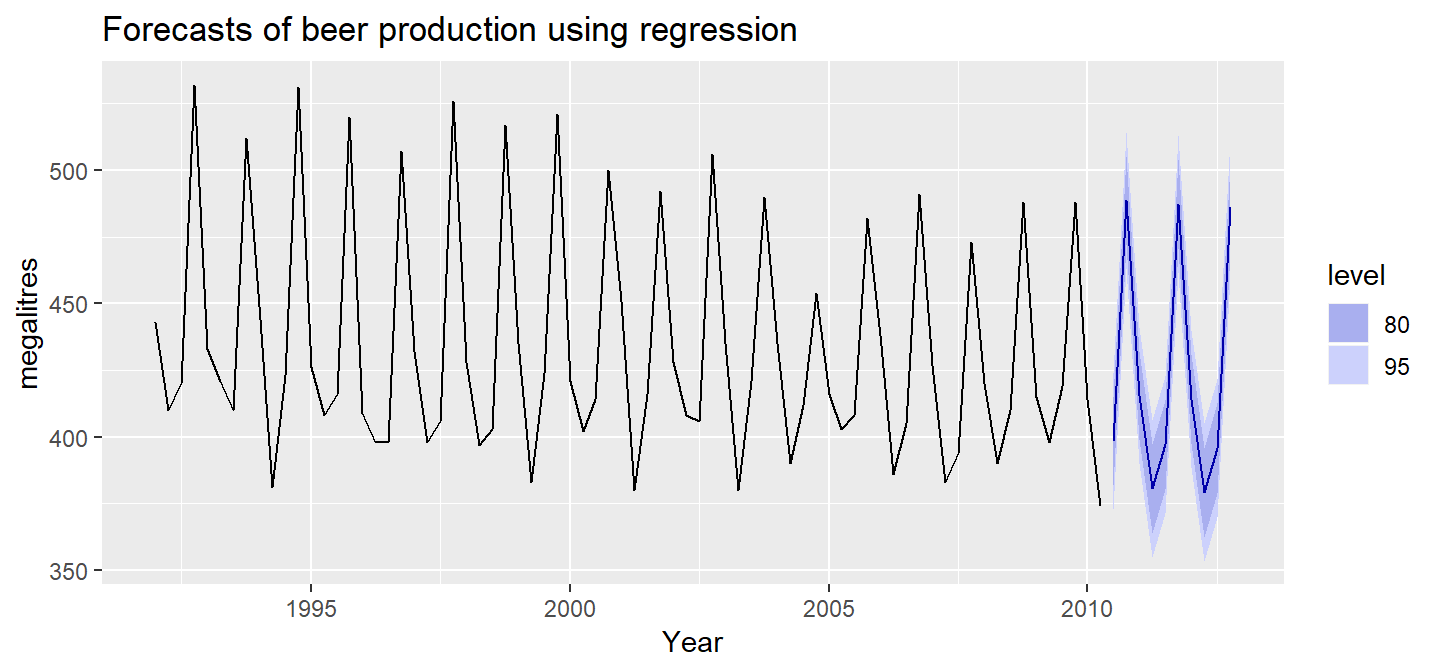 Forecasts of beer production using regression
500
450
400
350
megalitres
1995 2000 2005 2010
Year
level
80
95